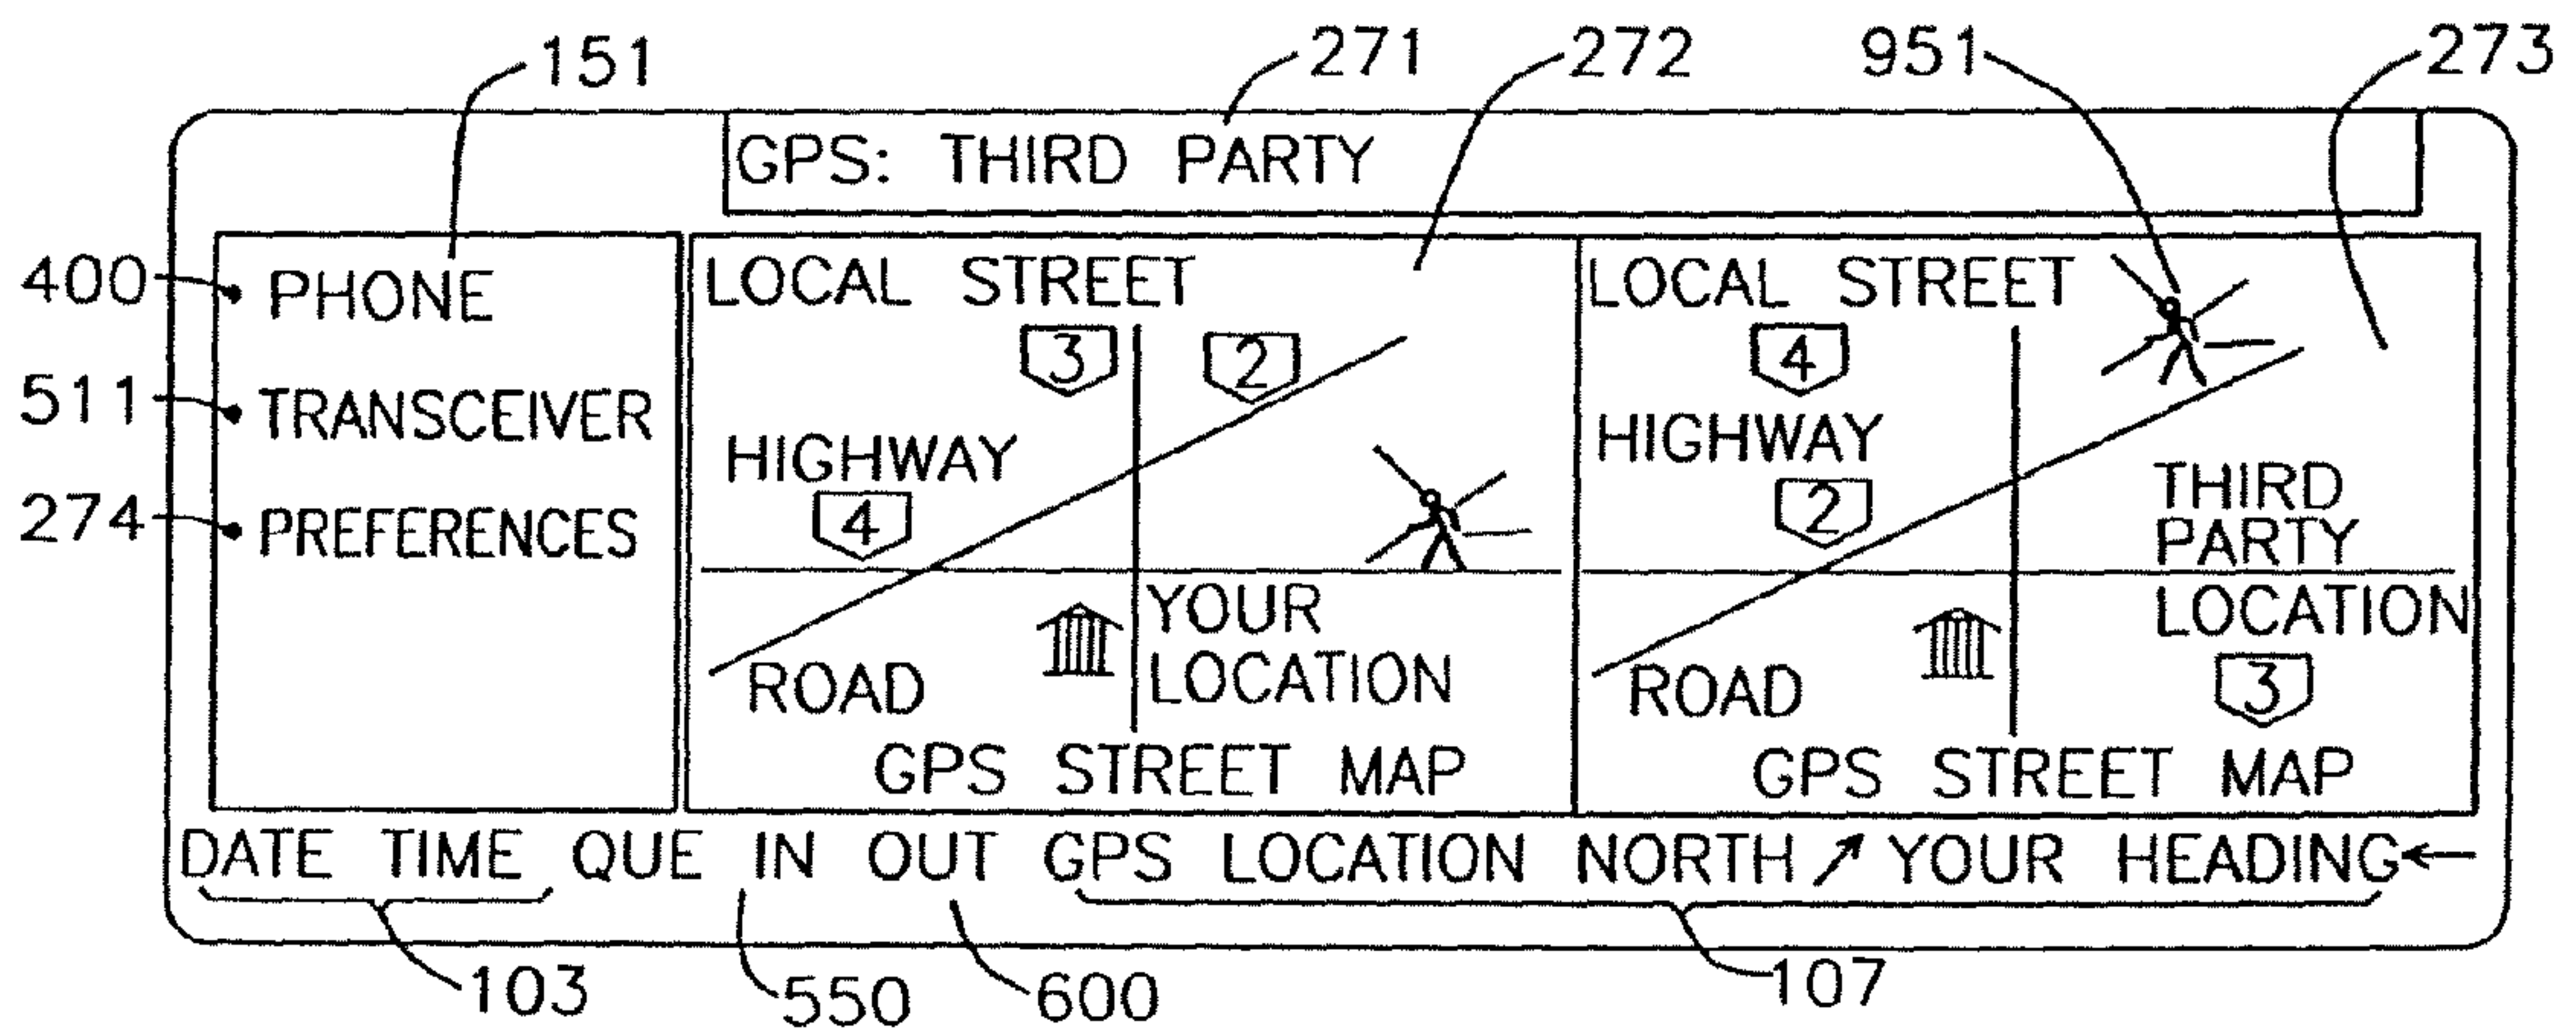 151
271
272
951
273
GPS: THIRD PARTY
400
PHONE
511
TRANSCEIVER
274
PREFERENCES
LOCAL STREET
3
2
HIGHWAY
4
YOUR
LOCATION
ROAD
GPS STREET MAP
LOCAL STREET
4
HIGHWAY
2
THIRD
PARTY
LOCATION
3
ROAD
GPS STREET MAP
DATE TIME QUE IN OUT GPS LOCATION NORTH ↗ YOUR HEADING ←
103
550
600
107